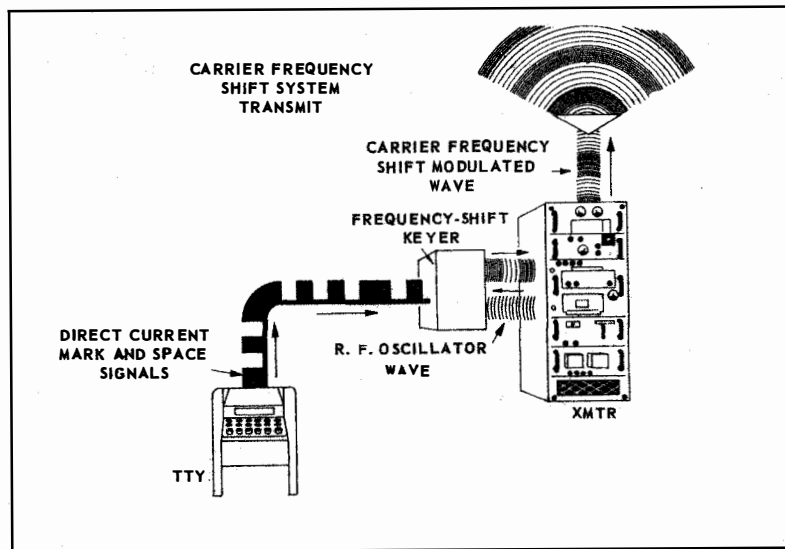 CARRIER FREQUENCY
SHIFT SYSTEM
TRANSMIT
CARRIER FREQUENCY
SHIFT MODULATED
WAVE
FREQUENCY-SHIFT
KEYER
DIRECT CURRENT
MARK AND SPACE
SIGNALS
R. F. OSCILLATOR
WAVE
XMTR
TTY